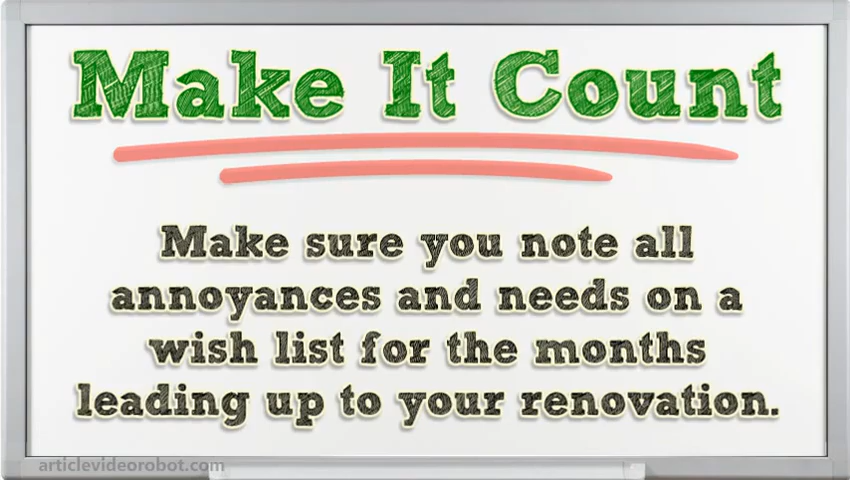 Make It Count
Make sure you note all
annoyances and needs on a
wish list for the months
leading up to your renovation.
articlevideorobot.com